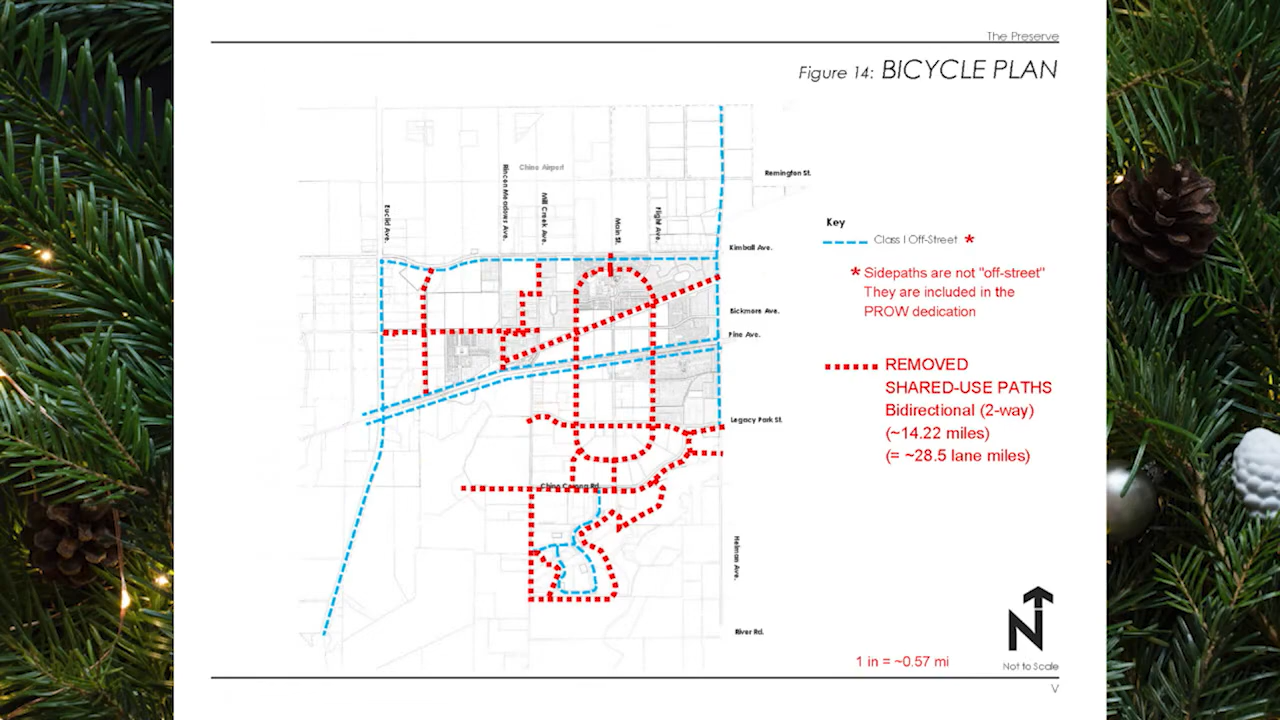 The Preserve
Figure 14: BICYCLE PLAN
Chino Airport
Remington St.
Rincon Meadows Ave.
Mill Creek Ave.
Euclid Ave.
Main St.
Flight Ave.
Kimball Ave.
Bickmore Ave.
Pine Ave.
Legacy Park St.
Chino Corona Rd.
Hellman Ave.
River Rd.
Key
Class I Off-Street *
* Sidepaths are not "off-street"
They are included in the
PROW dedication
REMOVED
SHARED-USE PATHS
Bidirectional (2-way)
(~14.22 miles)
(= ~28.5 lane miles)
N
1 in = ~0.57 mi
Not to Scale
V